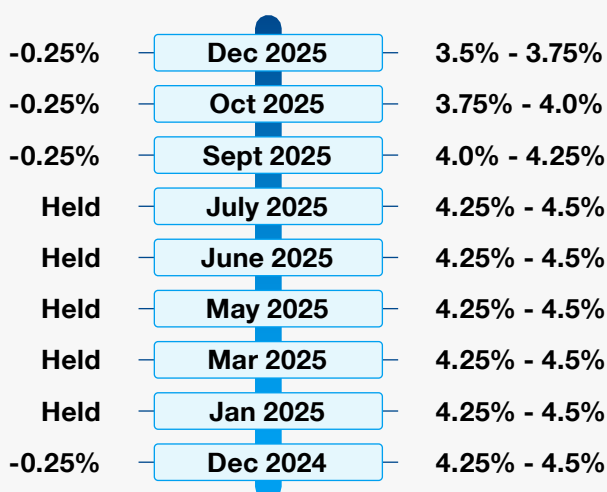 -0.25% Dec 2025 3.5% - 3.75%
-0.25% Oct 2025 3.75% - 4.0%
-0.25% Sept 2025 4.0% - 4.25%
Held July 2025 4.25% - 4.5%
Held June 2025 4.25% - 4.5%
Held May 2025 4.25% - 4.5%
Held Mar 2025 4.25% - 4.5%
Held Jan 2025 4.25% - 4.5%
-0.25% Dec 2024 4.25% - 4.5%